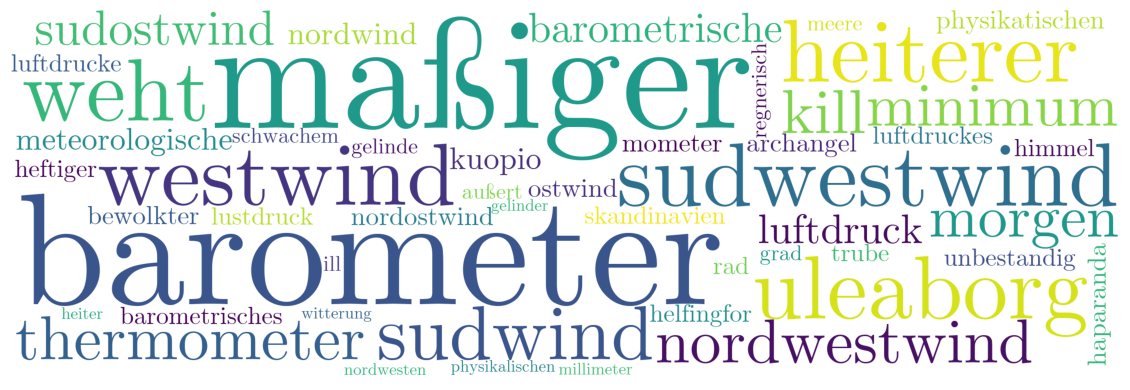 sudostwind nordwind barometrische meere physikatischen
luftdrucke weht maßiger regnerisch heiterer
kill minimum
meteorologische schwachem gelinde kuopio mometer archangel luftdruckes himmel
heftiger westwind außert ostwind sudwestwind
bewolkter lustdruck nordostwind gelinder skandinavien luftdruck morgen
barometer ill rad grad trube unbestandig
uleaborg haparanda
heiter barometrisches witterung helfingfor
thermometer sudwind nordwestwind
nordwesten physikalischen millimeter